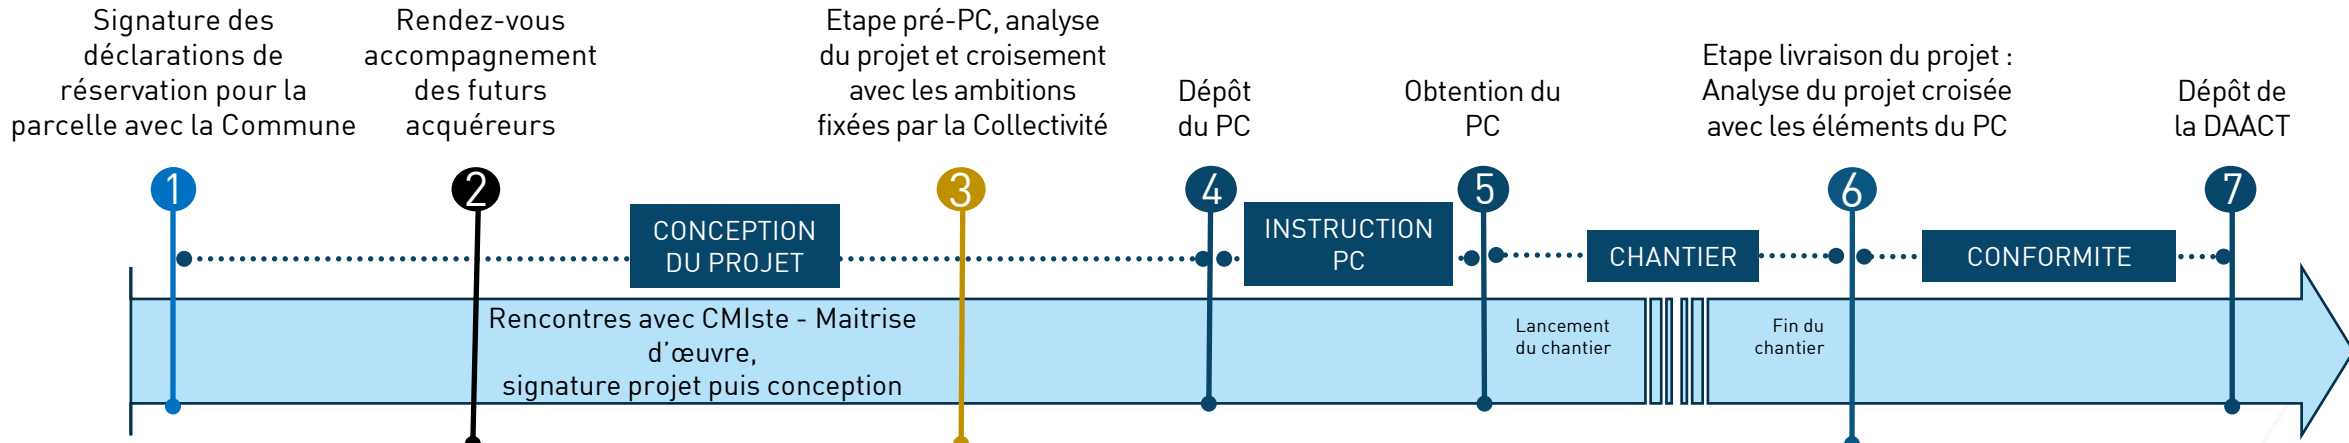 Signature des
déclarations de
réservation pour la
parcelle avec la Commune
Rendez-vous
accompagnement
des futurs
acquéreurs
Etape pré-PC, analyse
du projet et croisement
avec les ambitions
fixées par la Collectivité
Dépôt
du PC
Obtention du
PC
Etape livraison du projet :
Analyse du projet croisée
avec les éléments du PC
Dépôt de
la DAACT
1
2
3
4
5
6
7
CONCEPTION
DU PROJET
INSTRUCTION
PC
CHANTIER
CONFORMITE
Rencontres avec CMIste - Maitrise
d'œuvre,
signature projet puis conception
Lancement
du chantier
Fin du
chantier